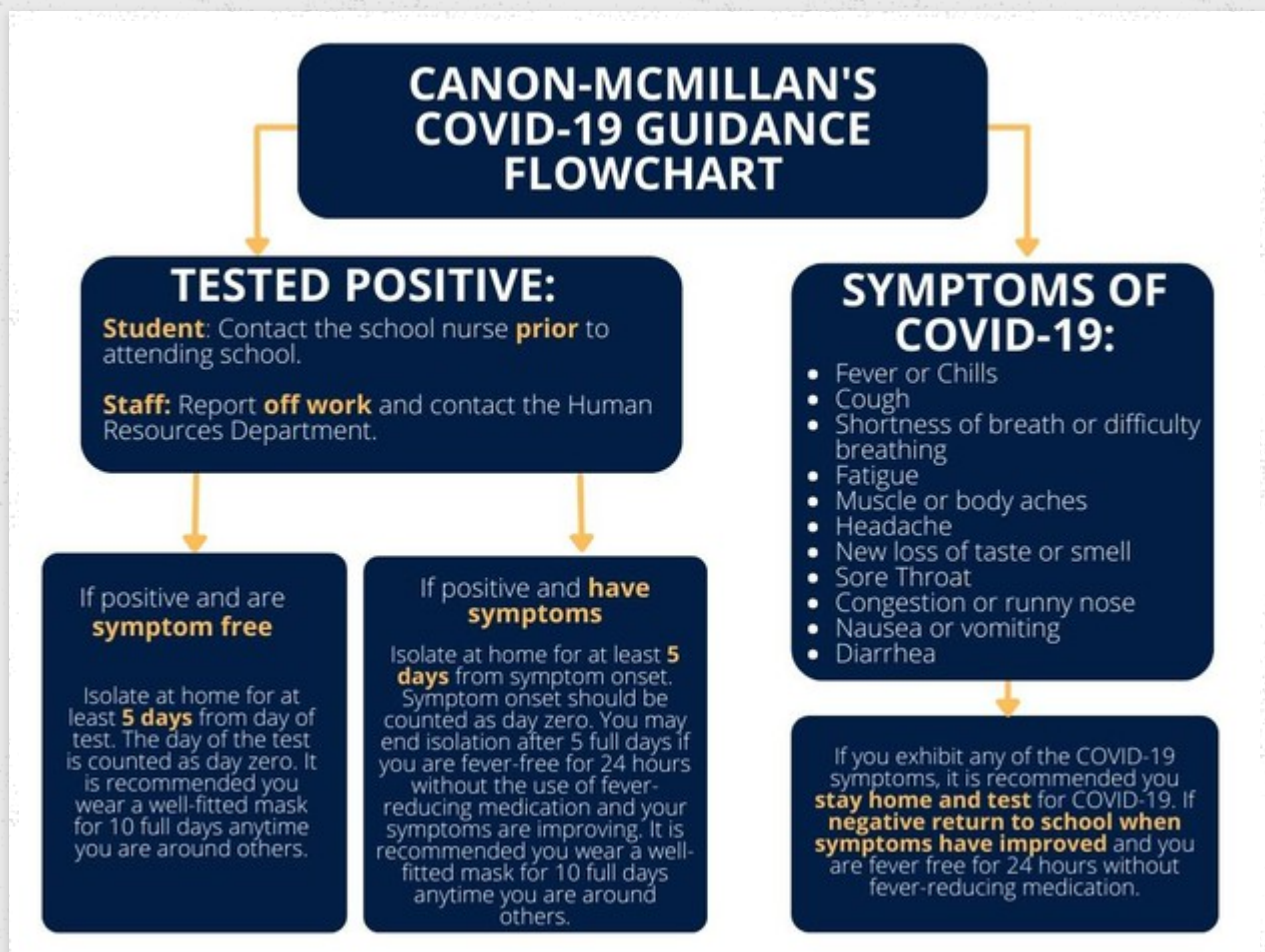 CANON-MCMILLAN'S
COVID-19 GUIDANCE
FLOWCHART
TESTED POSITIVE:
Student: Contact the school nurse prior to
attending school.
Staff: Report off work and contact the Human
Resources Department.
If positive and are
symptom free
Isolate at home for at
least 5 days from day of
test. The day of the test
is counted as day zero. It
is recommended you
wear a well-fitted mask
for 10 full days anytime
you are around others.
If positive and have
symptoms
Isolate at home for at least 5
days from symptom onset.
Symptom onset should be
counted as day zero. You may
end isolation after 5 full days if
you are fever-free for 24 hours
without the use of fever-
reducing medication and your
symptoms are improving. It is
recommended you wear a well-
fitted mask for 10 full days
anytime you are around
others.
SYMPTOMS OF
COVID-19:
• Fever or Chills
• Cough
• Shortness of breath or difficulty
breathing
• Fatigue
• Muscle or body aches
• Headache
• New loss of taste or smell
• Sore Throat
• Congestion or runny nose
• Nausea or vomiting
• Diarrhea
If you exhibit any of the COVID-19
symptoms, it is recommended you
stay home and test for COVID-19. If
negative return to school when
symptoms have improved and you
are fever free for 24 hours without
fever-reducing medication.